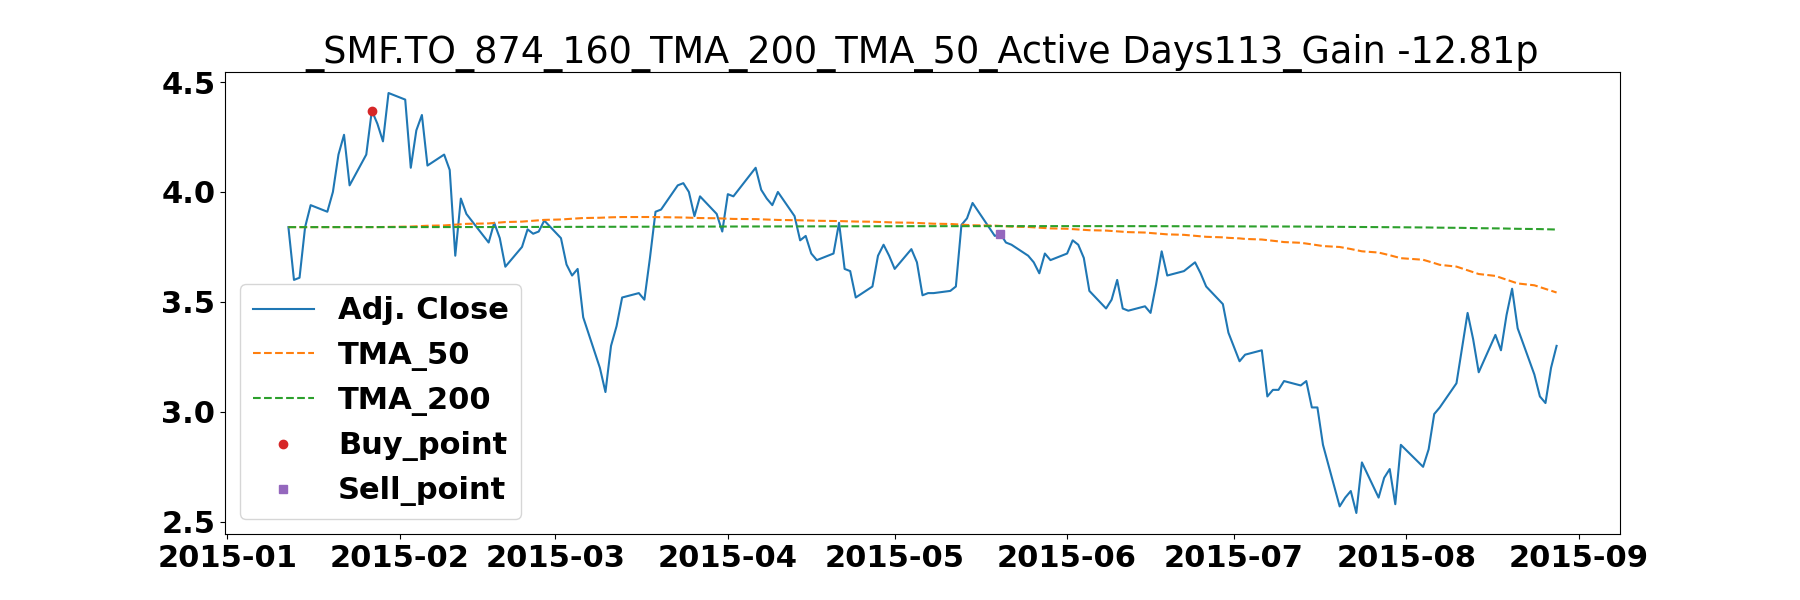 _SMF.TO_874_160_TMA_200_TMA_50_Active Days113_Gain -12.81p
4.5
4.0
3.5
3.0
2.5
Adj. Close
TMA_50
TMA_200
Buy_point
Sell_point
2015-01 2015-02 2015-03 2015-04 2015-05 2015-06 2015-07 2015-08 2015-09